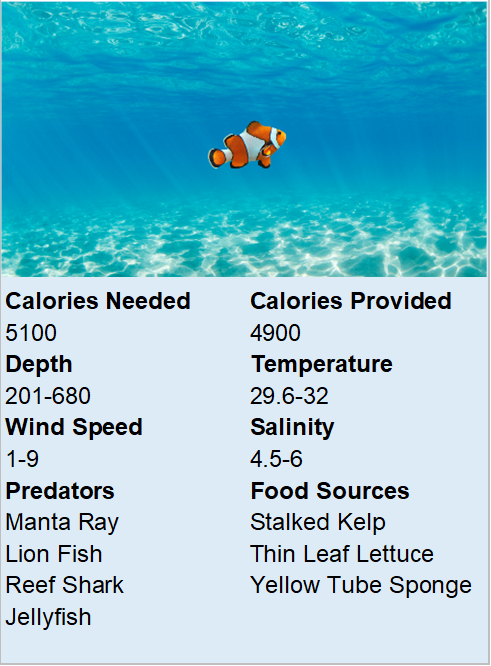 Calories Needed
5100
Depth
201-680
Wind Speed
1-9
Predators
Manta Ray
Lion Fish
Reef Shark
Jellyfish
Calories Provided
4900
Temperature
29.6-32
Salinity
4.5-6
Food Sources
Stalked Kelp
Thin Leaf Lettuce
Yellow Tube Sponge